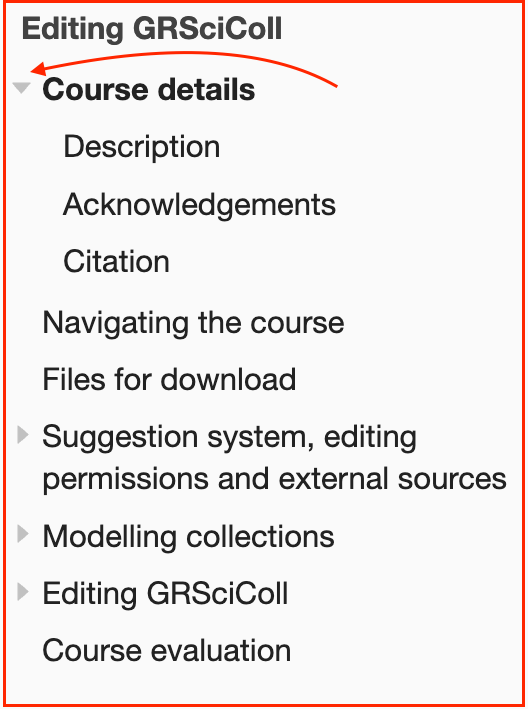 Editing GRSciColl
Course details
Description
Acknowledgements
Citation
Navigating the course
Files for download
Suggestion system, editing
permissions and external sources
Modelling collections
Editing GRSciColl
Course evaluation